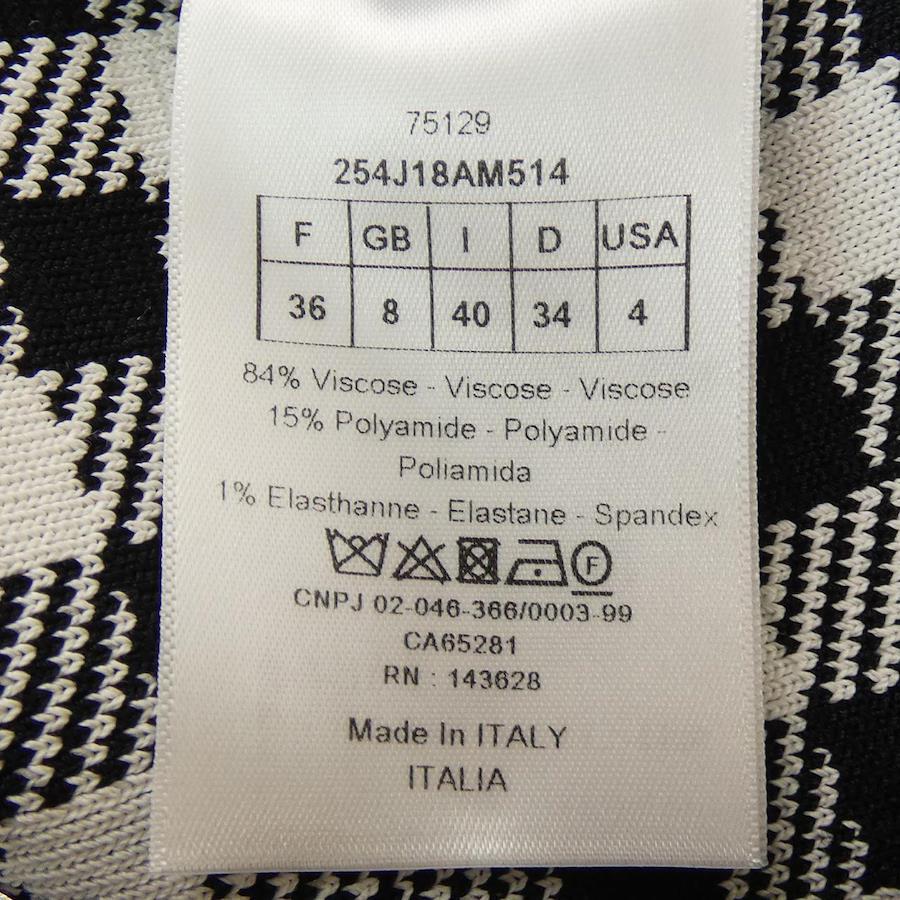 75129
254J18AM514
F GB I D USA
36 8 40 34 4
84% Viscose - Viscose - Viscose
15% Polyamide - Polyamide -
Poliamida
1% Elasthanne - Elastane - Spandex
F
CNPJ 02-046-366/0003-99
CA65281
RN : 143628
Made In ITALY
ITALIA